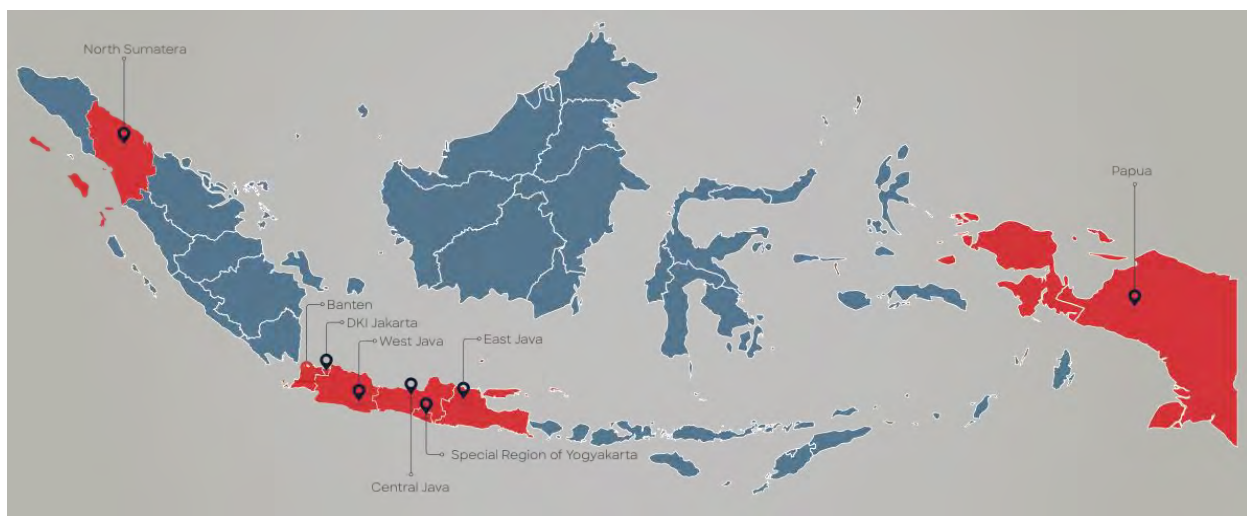 North Sumatera
Papua
Banten
DKI Jakarta
West Java
East Java
Special Region of Yogyakarta
Central Java